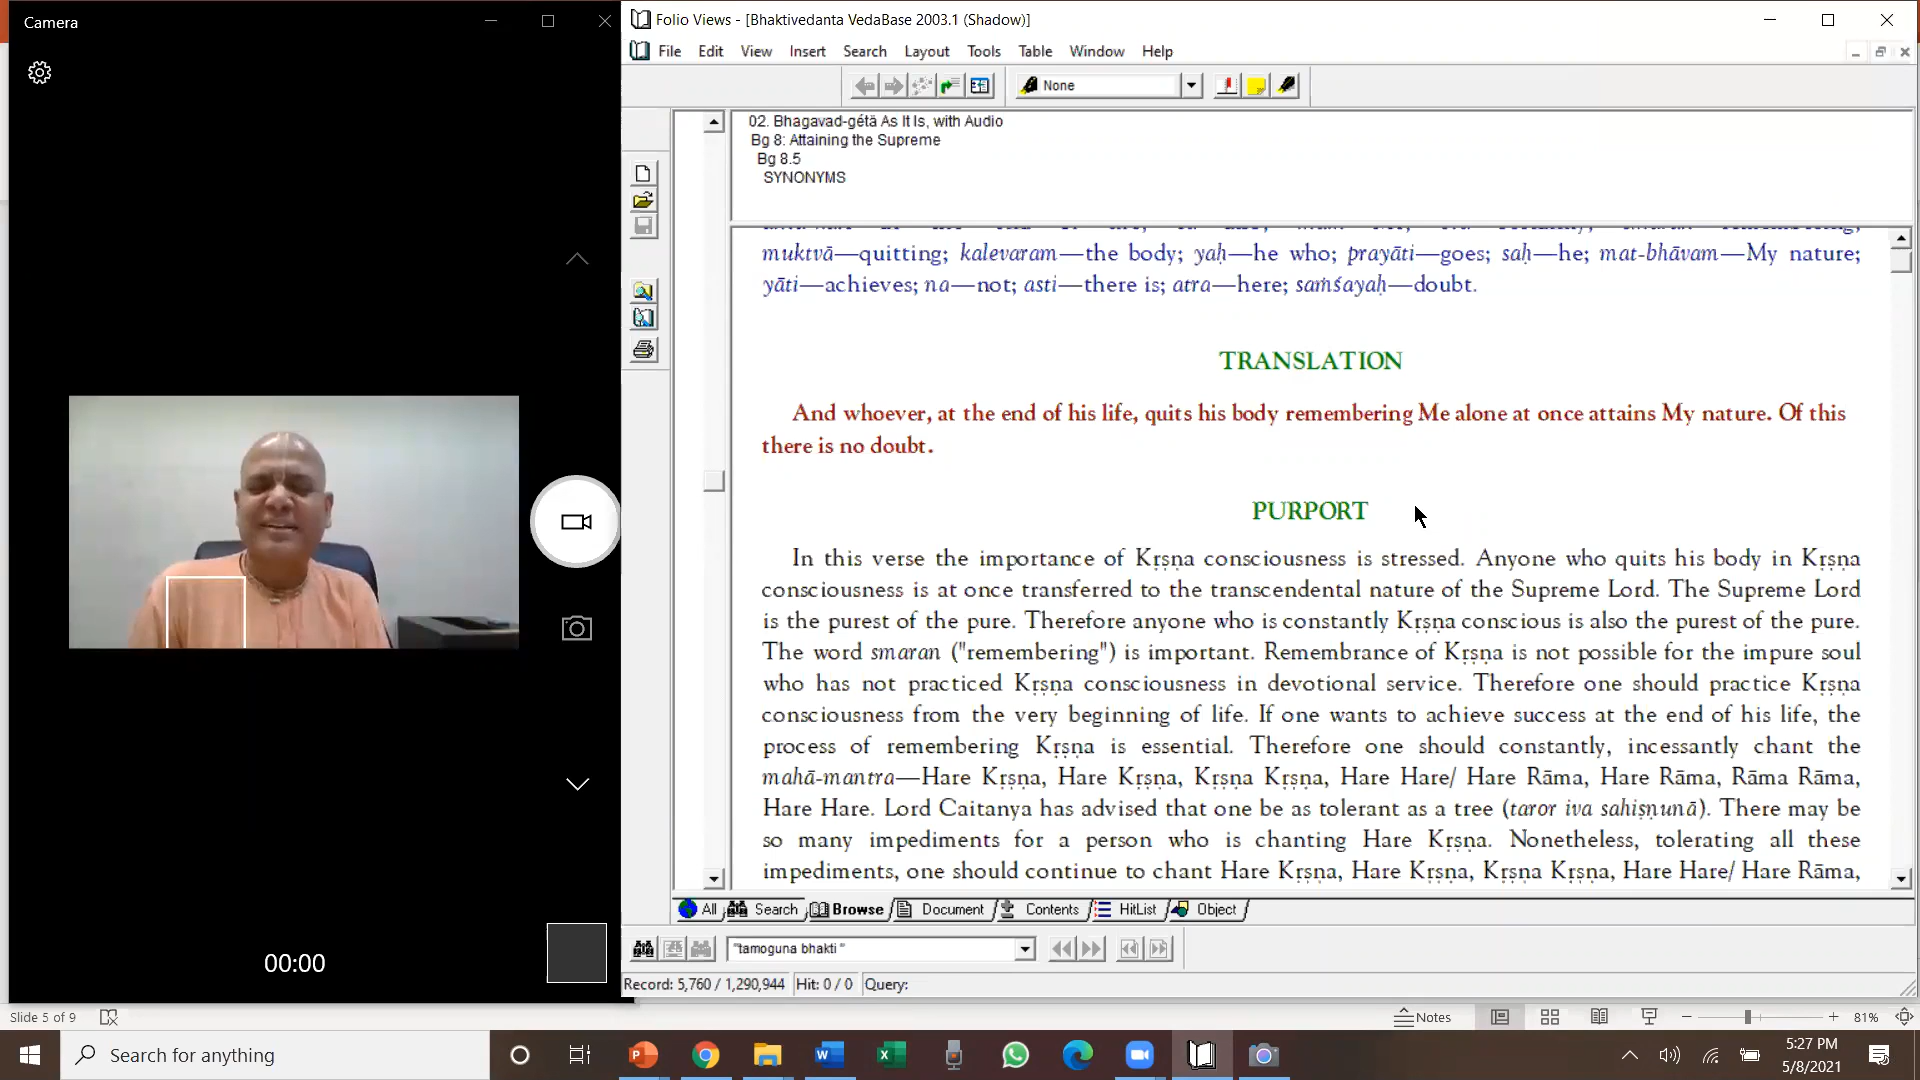 Camera
Folio Views - [Bhaktivedanta VedaBase 2003.1 (Shadow)]
File Edit View Insert Search Layout Tools Table Window Help
None
02. Bhagavad-gétä As It Is, with Audio
Bg 8: Attaining the Supreme
Bg 8.5
SYNONYMS
muktvā—quitting; kalevaram—the body; yaḥ—he who; prayāti—goes; saḥ—he; mat-bhāvam—My nature;
yāti—achieves; na—not; asti—there is; atra—here; saṁśayaḥ—doubt.
TRANSLATION
And whoever, at the end of his life, quits his body remembering Me alone at once attains My nature. Of this
there is no doubt.
PURPORT
In this verse the importance of Kṛṣṇa consciousness is stressed. Anyone who quits his body in Kṛṣṇa
consciousness is at once transferred to the transcendental nature of the Supreme Lord. The Supreme Lord
is the purest of the pure. Therefore anyone who is constantly Kṛṣṇa conscious is also the purest of the pure.
The word smaran ("remembering") is important. Remembrance of Kṛṣṇa is not possible for the impure soul
who has not practiced Kṛṣṇa consciousness in devotional service. Therefore one should practice Kṛṣṇa
consciousness from the very beginning of life. If one wants to achieve success at the end of his life, the
process of remembering Kṛṣṇa is essential. Therefore one should constantly, incessantly chant the
mahā-mantra—Hare Kṛṣṇa, Hare Kṛṣṇa, Kṛṣṇa Kṛṣṇa, Hare Hare/ Hare Rāma, Hare Rāma, Rāma Rāma,
Hare Hare. Lord Caitanya has advised that one be as tolerant as a tree (taror iva sahiṣṇunā). There may be
so many impediments for a person who is chanting Hare Kṛṣṇa. Nonetheless, tolerating all these
impediments, one should continue to chant Hare Kṛṣṇa, Hare Kṛṣṇa, Kṛṣṇa Kṛṣṇa, Hare Hare/ Hare Rāma,
All Search Browse Document Contents HitList Object
"tamoguna bhakti "
00:00
Record: 5,760 / 1,290,944 Hit: 0 / 0 Query:
Slide 5 of 9
Notes
81%
Search for anything
5:27 PM
5/8/2021